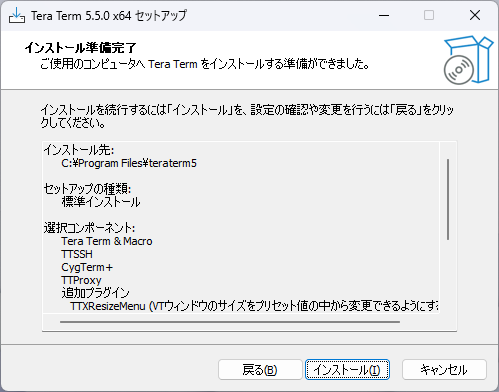 Tera Term 5.5.0 x64 セットアップ
インストール準備完了
ご使用のコンピュータへ Tera Term をインストールする準備ができました。
インストールを続行するには「インストール」を、設定の確認や変更を行うには「戻る」をクリッ
クしてください。
インストール先:
C:¥Program Files¥teraterm5
セットアップの種類:
標準インストール
選択コンポーネント:
Tera Term & Macro
TTSSH
CygTerm+
TTProxy
追加プラグイン
TTXResizeMenu (VTウィンドウのサイズをプリセット値の中から変更できるようにす
戻る(B)
インストール(I)
キャンセル